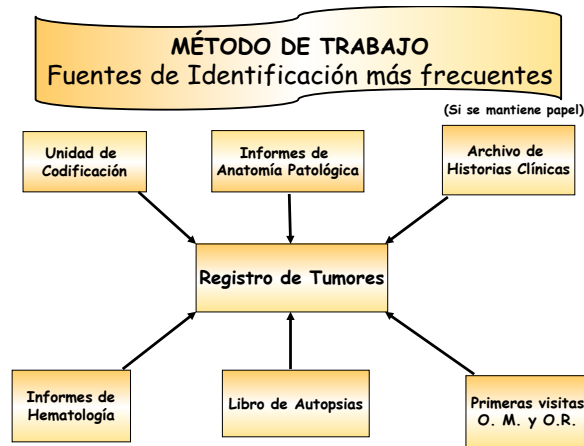 MÉTODO DE TRABAJO
Fuentes de Identificación más frecuentes
(Si se mantiene papel)
Unidad de
Codificación
Informes de
Anatomía Patológica
Archivo de
Historias Clínicas
Registro de Tumores
Informes de
Hematología
Libro de Autopsias
Primeras visitas
O. M. y O.R.